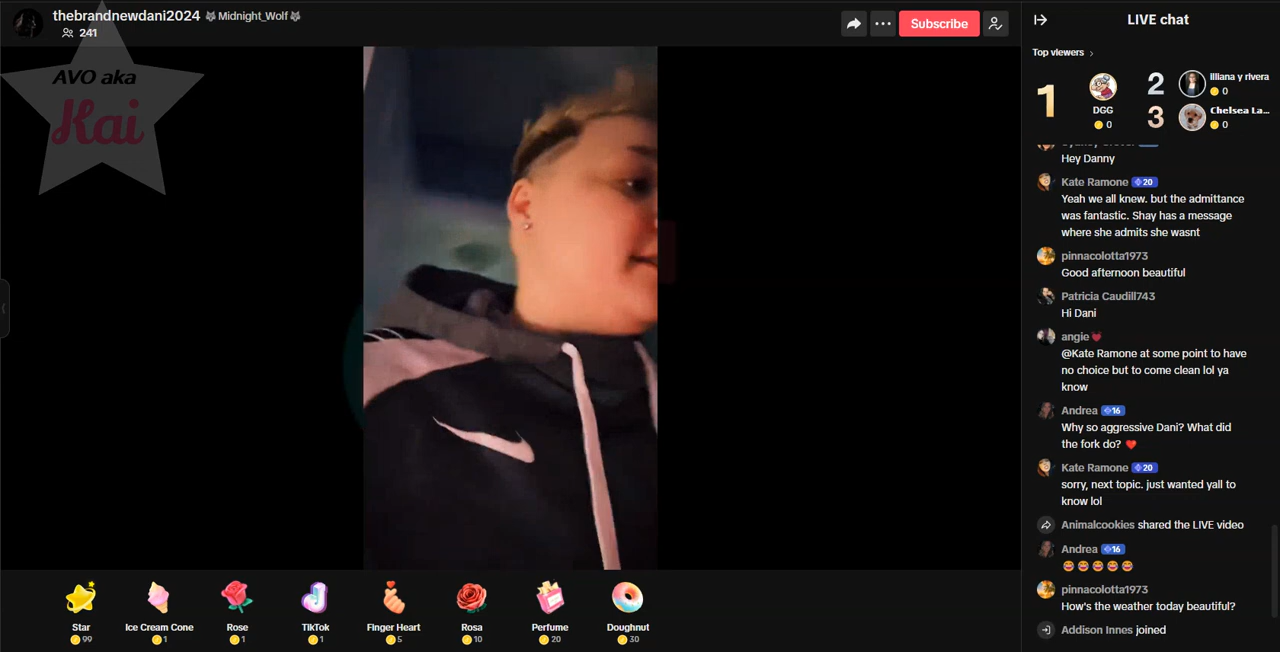 thebrandnewdani2024 🐺Midnight_Wolf🐺
241
Subscribe
AVO aka
Kai
LIVE chat
Top viewers
1
DGG
0
2
liliana y rivera
0
3
Chelsea La...
0
Hey Danny
Kate Ramone 20
Yeah we all knew. but the admittance
was fantastic. Shay has a message
where she admits she wasnt
pinnacolotta1973
Good afternoon beautiful
Patricia Caudill743
Hi Dani
angie💗
@Kate Ramone at some point to have
no choice but to come clean lol ya
know
Andrea 16
Why so aggressive Dani? What did
the fork do? ❤️
Kate Ramone 20
sorry, next topic. just wanted yall to
know lol
Animalcookies shared the LIVE video
Andrea 16
😂😂😂😂😂
pinnacolotta1973
How's the weather today beautiful?
Addison Innes joined
Star
99
Ice Cream Cone
1
Rose
1
TikTok
1
Finger Heart
5
Rosa
10
Perfume
20
Doughnut
30